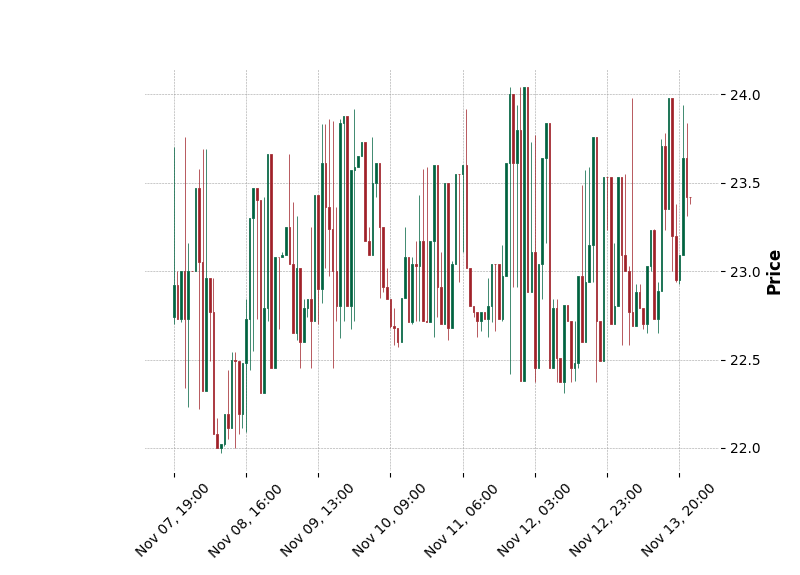 24.0
23.5
23.0
22.5
22.0
Price
Nov 07, 19:00
Nov 08, 16:00
Nov 09, 13:00
Nov 10, 09:00
Nov 11, 06:00
Nov 12, 03:00
Nov 12, 23:00
Nov 13, 20:00